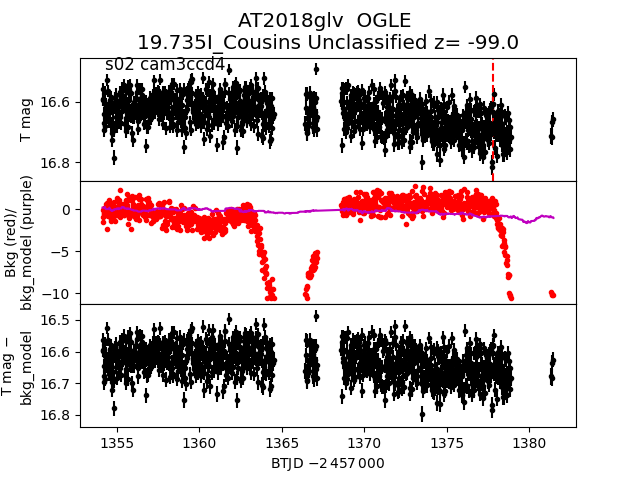 AT2018glv  OGLE
19.735I_Cousins Unclassified z= -99.0
s02 cam3ccd4
T mag
16.6
16.8
Bkg (red)/
bkg_model (purple)
0
−5
−10
T mag −
bkg_model
16.5
16.6
16.7
16.8
1355 1360 1365 1370 1375 1380
BTJD −2 457 000